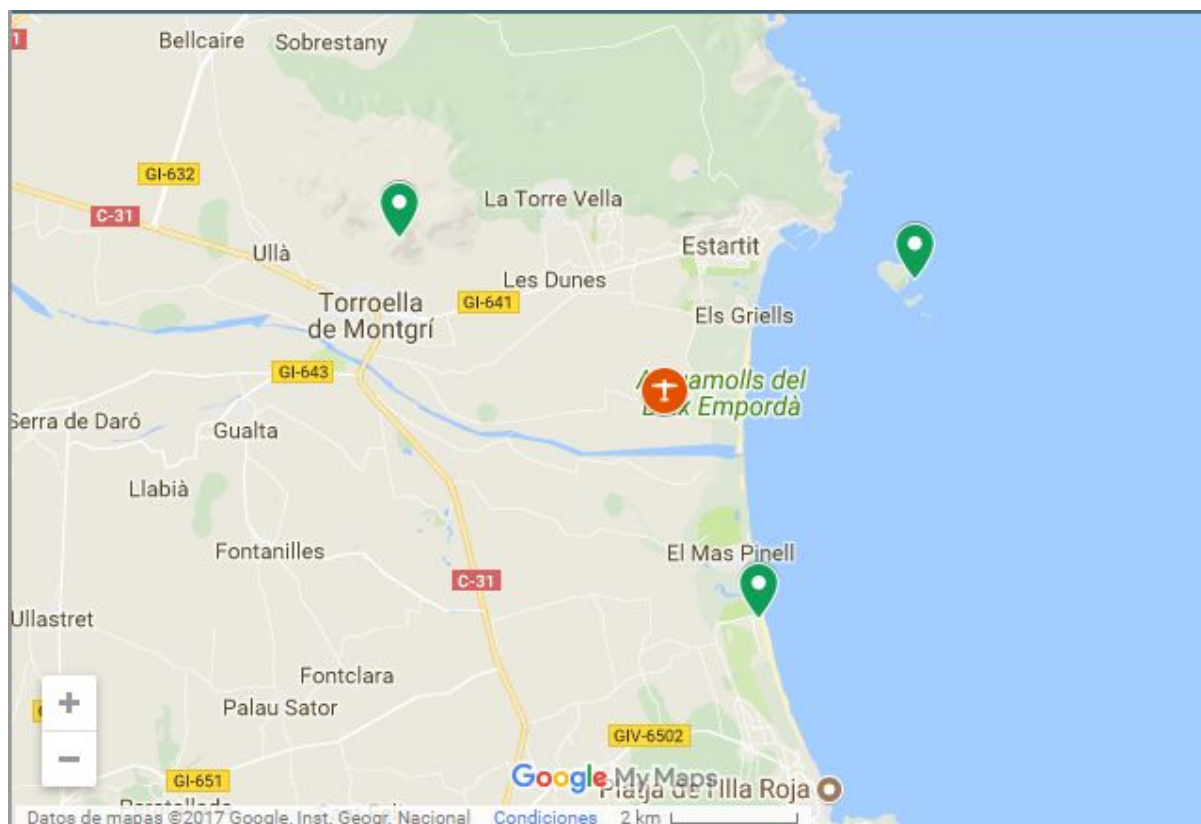 Bellcaire
Sobrestany
GI-632
La Torre Vella
C-31
Estartit
Ullà
Les Dunes
GI-641
Torroella
de Montgrí
Els Griells
GI-643
del
Empordà
Serra de Daró
Gualta
Llabià
El Mas Pinell
Fontanilles
C-31
Ullastret
Fontclara
+
Palau Sator
GIV-6502
−
GI-651
Google My Maps
Platja de l'Illa Roja
Datos de mapas ©2017 Google, Inst. Geogr. Nacional Condiciones 2 km